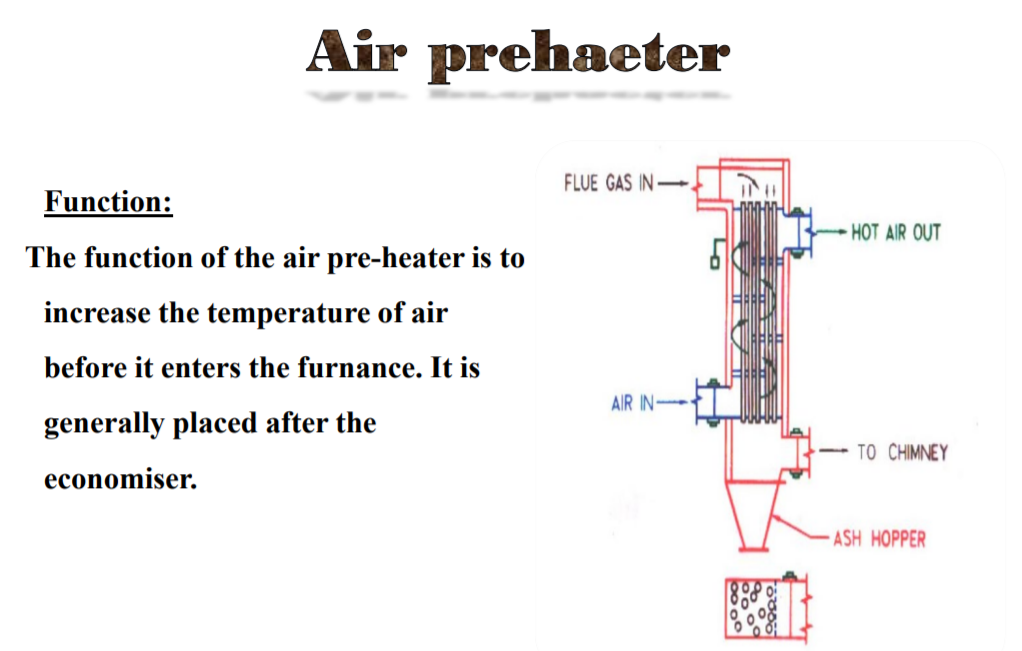 Air prehaeter
Function:
The function of the air pre-heater is to
increase the temperature of air
before it enters the furnance. It is
generally placed after the
economiser.
FLUE GAS IN
HOT AIR OUT
AIR IN
TO CHIMNEY
ASH HOPPER